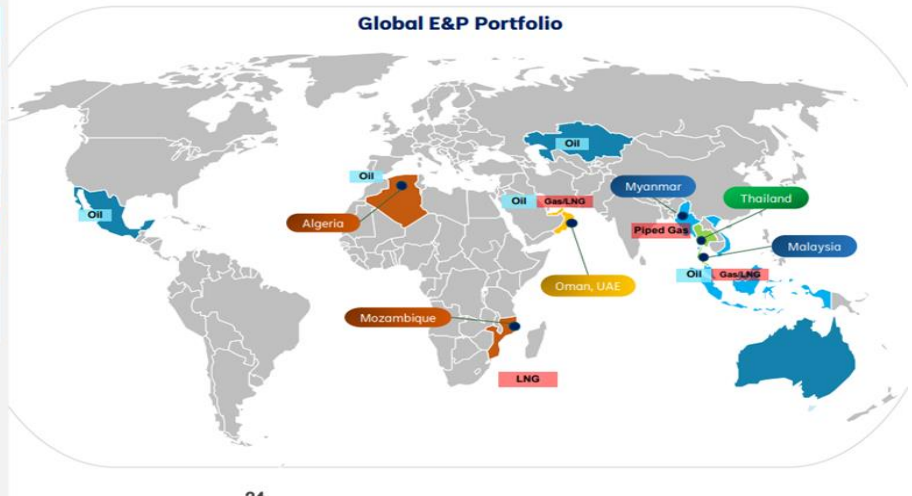 Global E&P Portfolio
Oil
Oil
Myanmar
Oil
Oil
Gas/LNG
Thailand
Algeria
Piped Gas
Malaysia
Oil
Gas/LNG
Oman, UAE
Mozambique
LNG